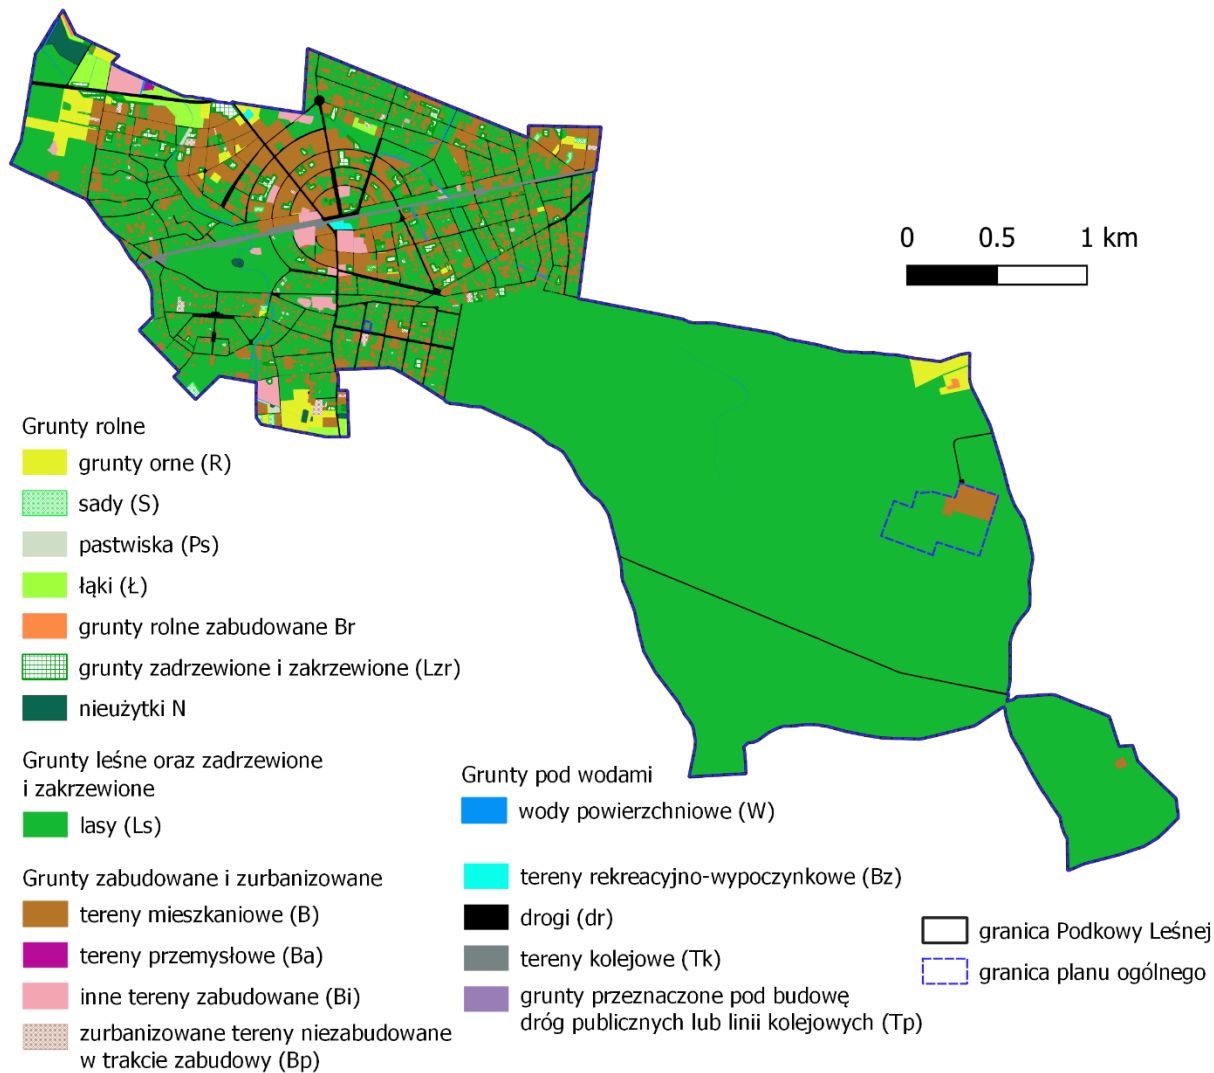 0 0.5 1 km
Grunty rolne
grunty orne (R)
sady (S)
pastwiska (Ps)
łąki (Ł)
grunty rolne zabudowane Br
grunty zadrzewione i zakrzewione (Lzr)
nieużytki N
Grunty leśne oraz zadrzewione
i zakrzewione
lasy (Ls)
Grunty zabudowane i zurbanizowane
tereny mieszkaniowe (B)
tereny przemysłowe (Ba)
inne tereny zabudowane (Bi)
zurbanizowane tereny niezabudowane
w trakcie zabudowy (Bp)
Grunty pod wodami
wody powierzchniowe (W)
tereny rekreacyjno-wypoczynkowe (Bz)
drogi (dr)
tereny kolejowe (Tk)
grunty przeznaczone pod budowę
dróg publicznych lub linii kolejowych (Tp)
granica Podkowy Leśnej
granica planu ogólnego